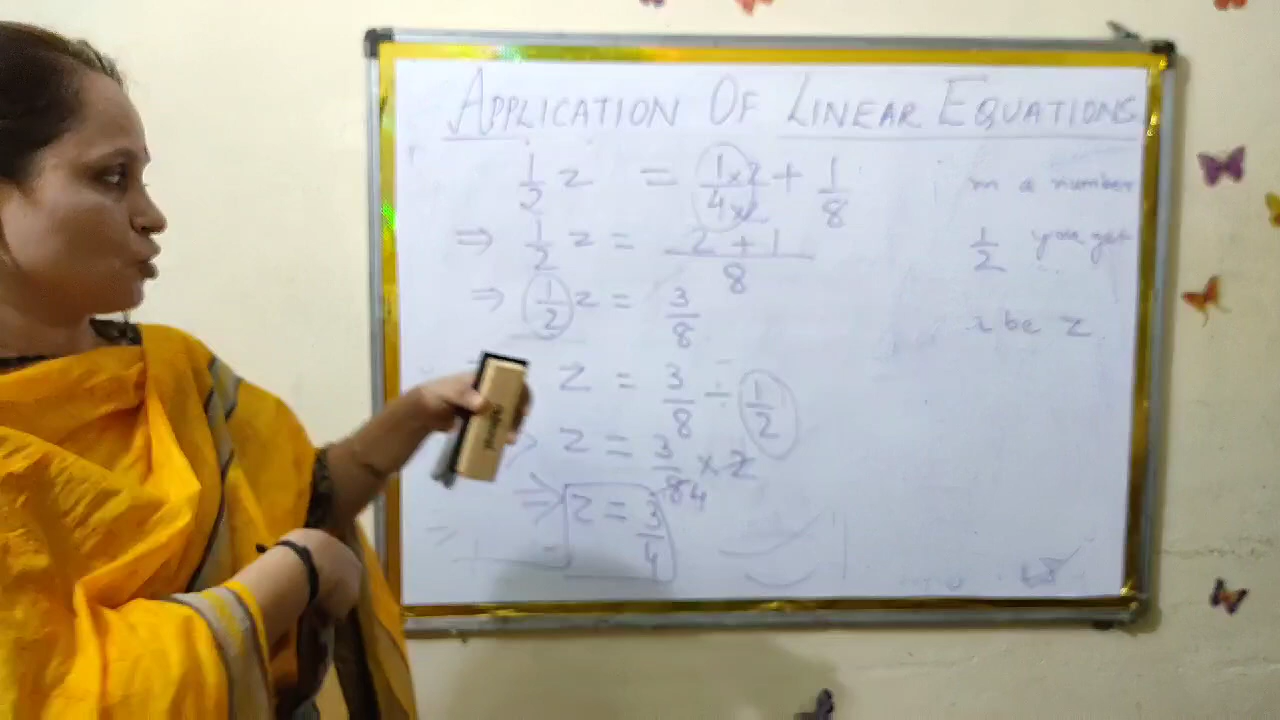 APPLICATION OF LINEAR EQUATIONS
1/2 z = 1×2/4×2 + 1/8
⇒ 1/2 z = 2+1/8
⇒ 1/2 z = 3/8
z = 3/8 ÷ 1/2
z = 3/8 4 × 2
⇒ z = 3/4
m a number
1/2 you get
be z